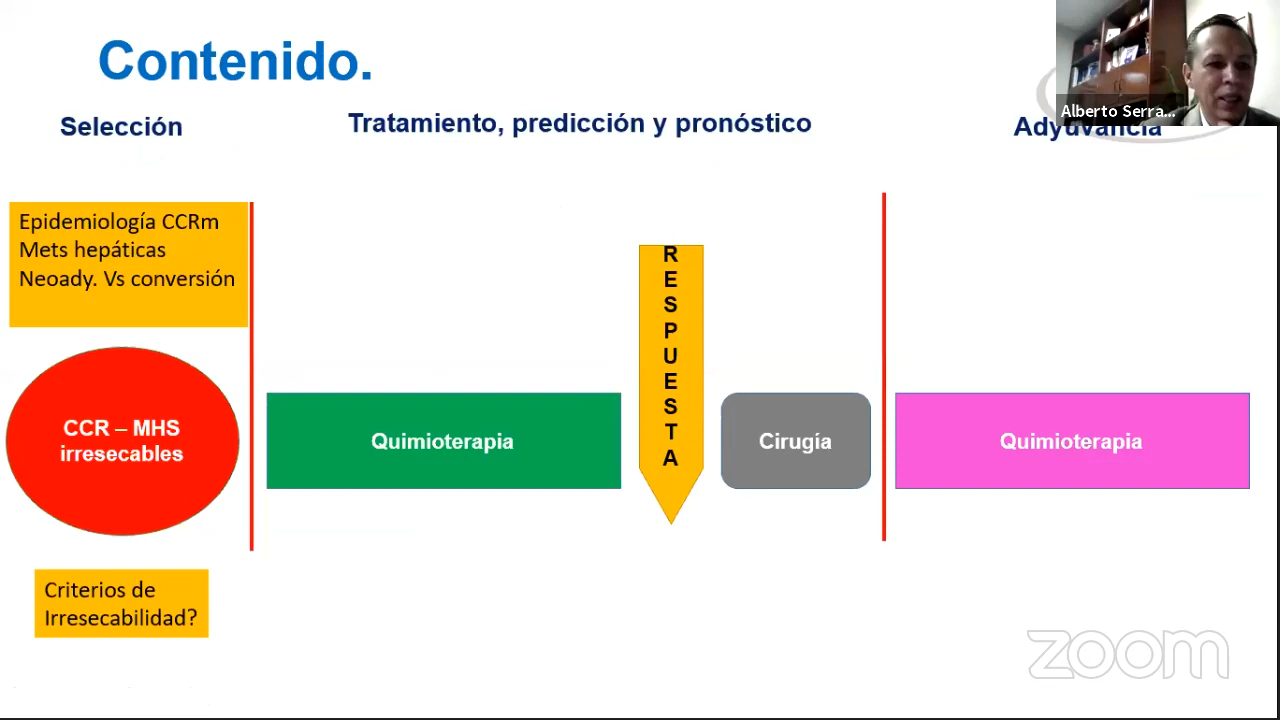 Contenido.
Alberto Serra...
Selección
Tratamiento, predicción y pronóstico
Adyuvancia
Epidemiología CCRm
Mets hepáticas
Neoady. Vs conversión
R
E
S
P
U
E
S
T
A
CCR – MHS
irresecables
Quimioterapia
Cirugía
Quimioterapia
Criterios de
Irresecabilidad?
zoom